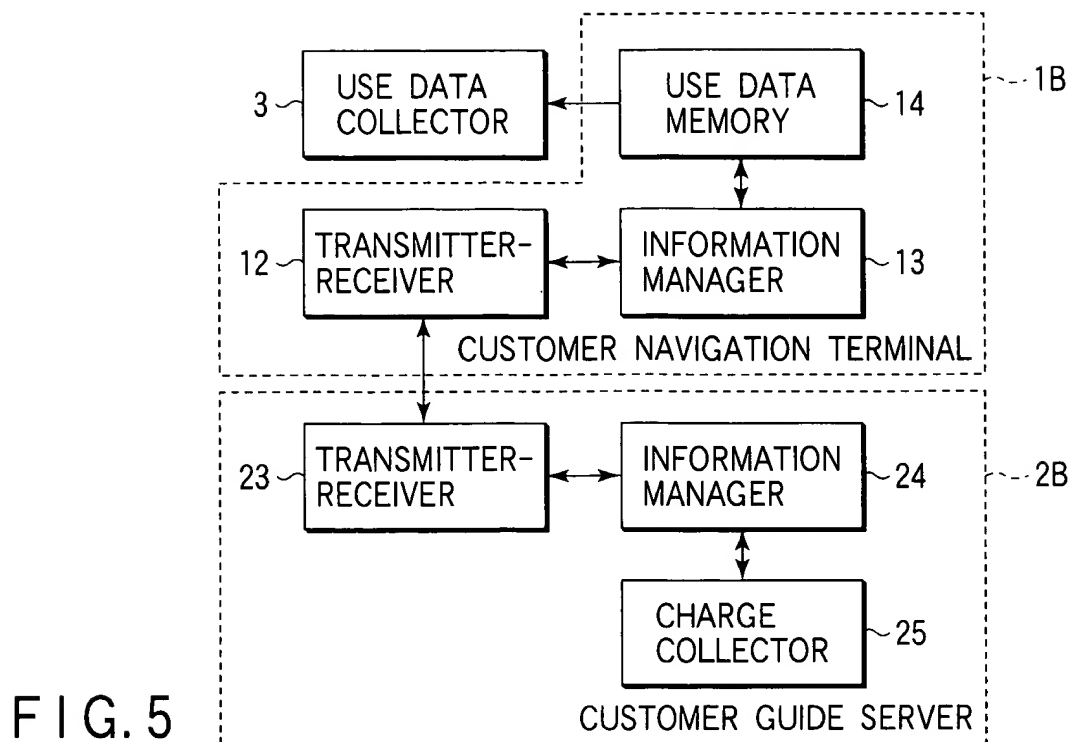 3
USE DATA
COLLECTOR
USE DATA
MEMORY
14
1B
12
TRANSMITTER-
RECEIVER
INFORMATION
MANAGER
13
CUSTOMER NAVIGATION TERMINAL
23
TRANSMITTER-
RECEIVER
INFORMATION
MANAGER
24
2B
CHARGE
COLLECTOR
25
CUSTOMER GUIDE SERVER
FIG.5